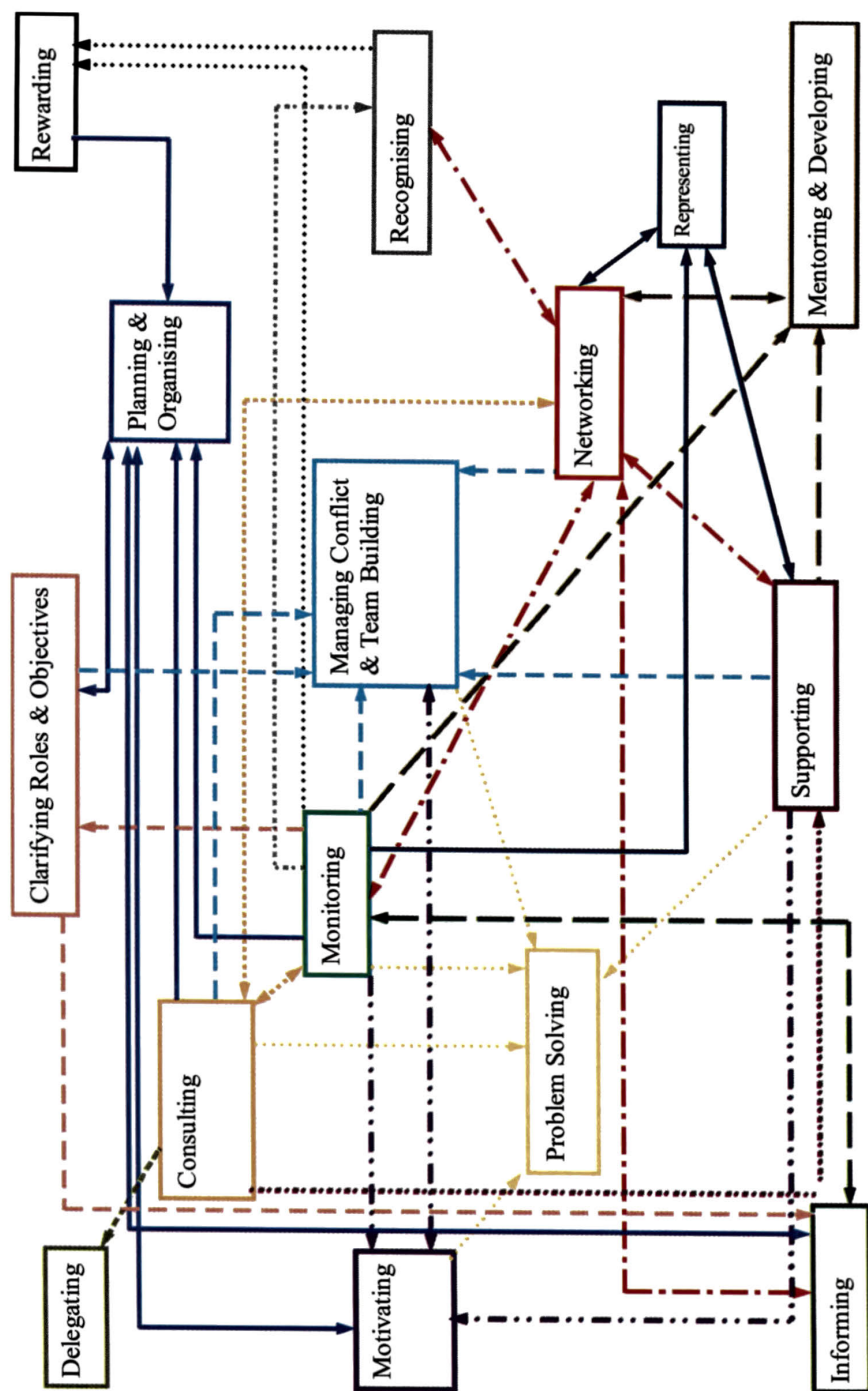 Delegating
Clarifying Roles & Objectives
Rewarding
Consulting
Planning &
Organising
Monitoring
Managing Conflict
& Team Building
Motivating
Recognising
Problem Solving
Networking
Representing
Supporting
Informing
Mentoring & Developing